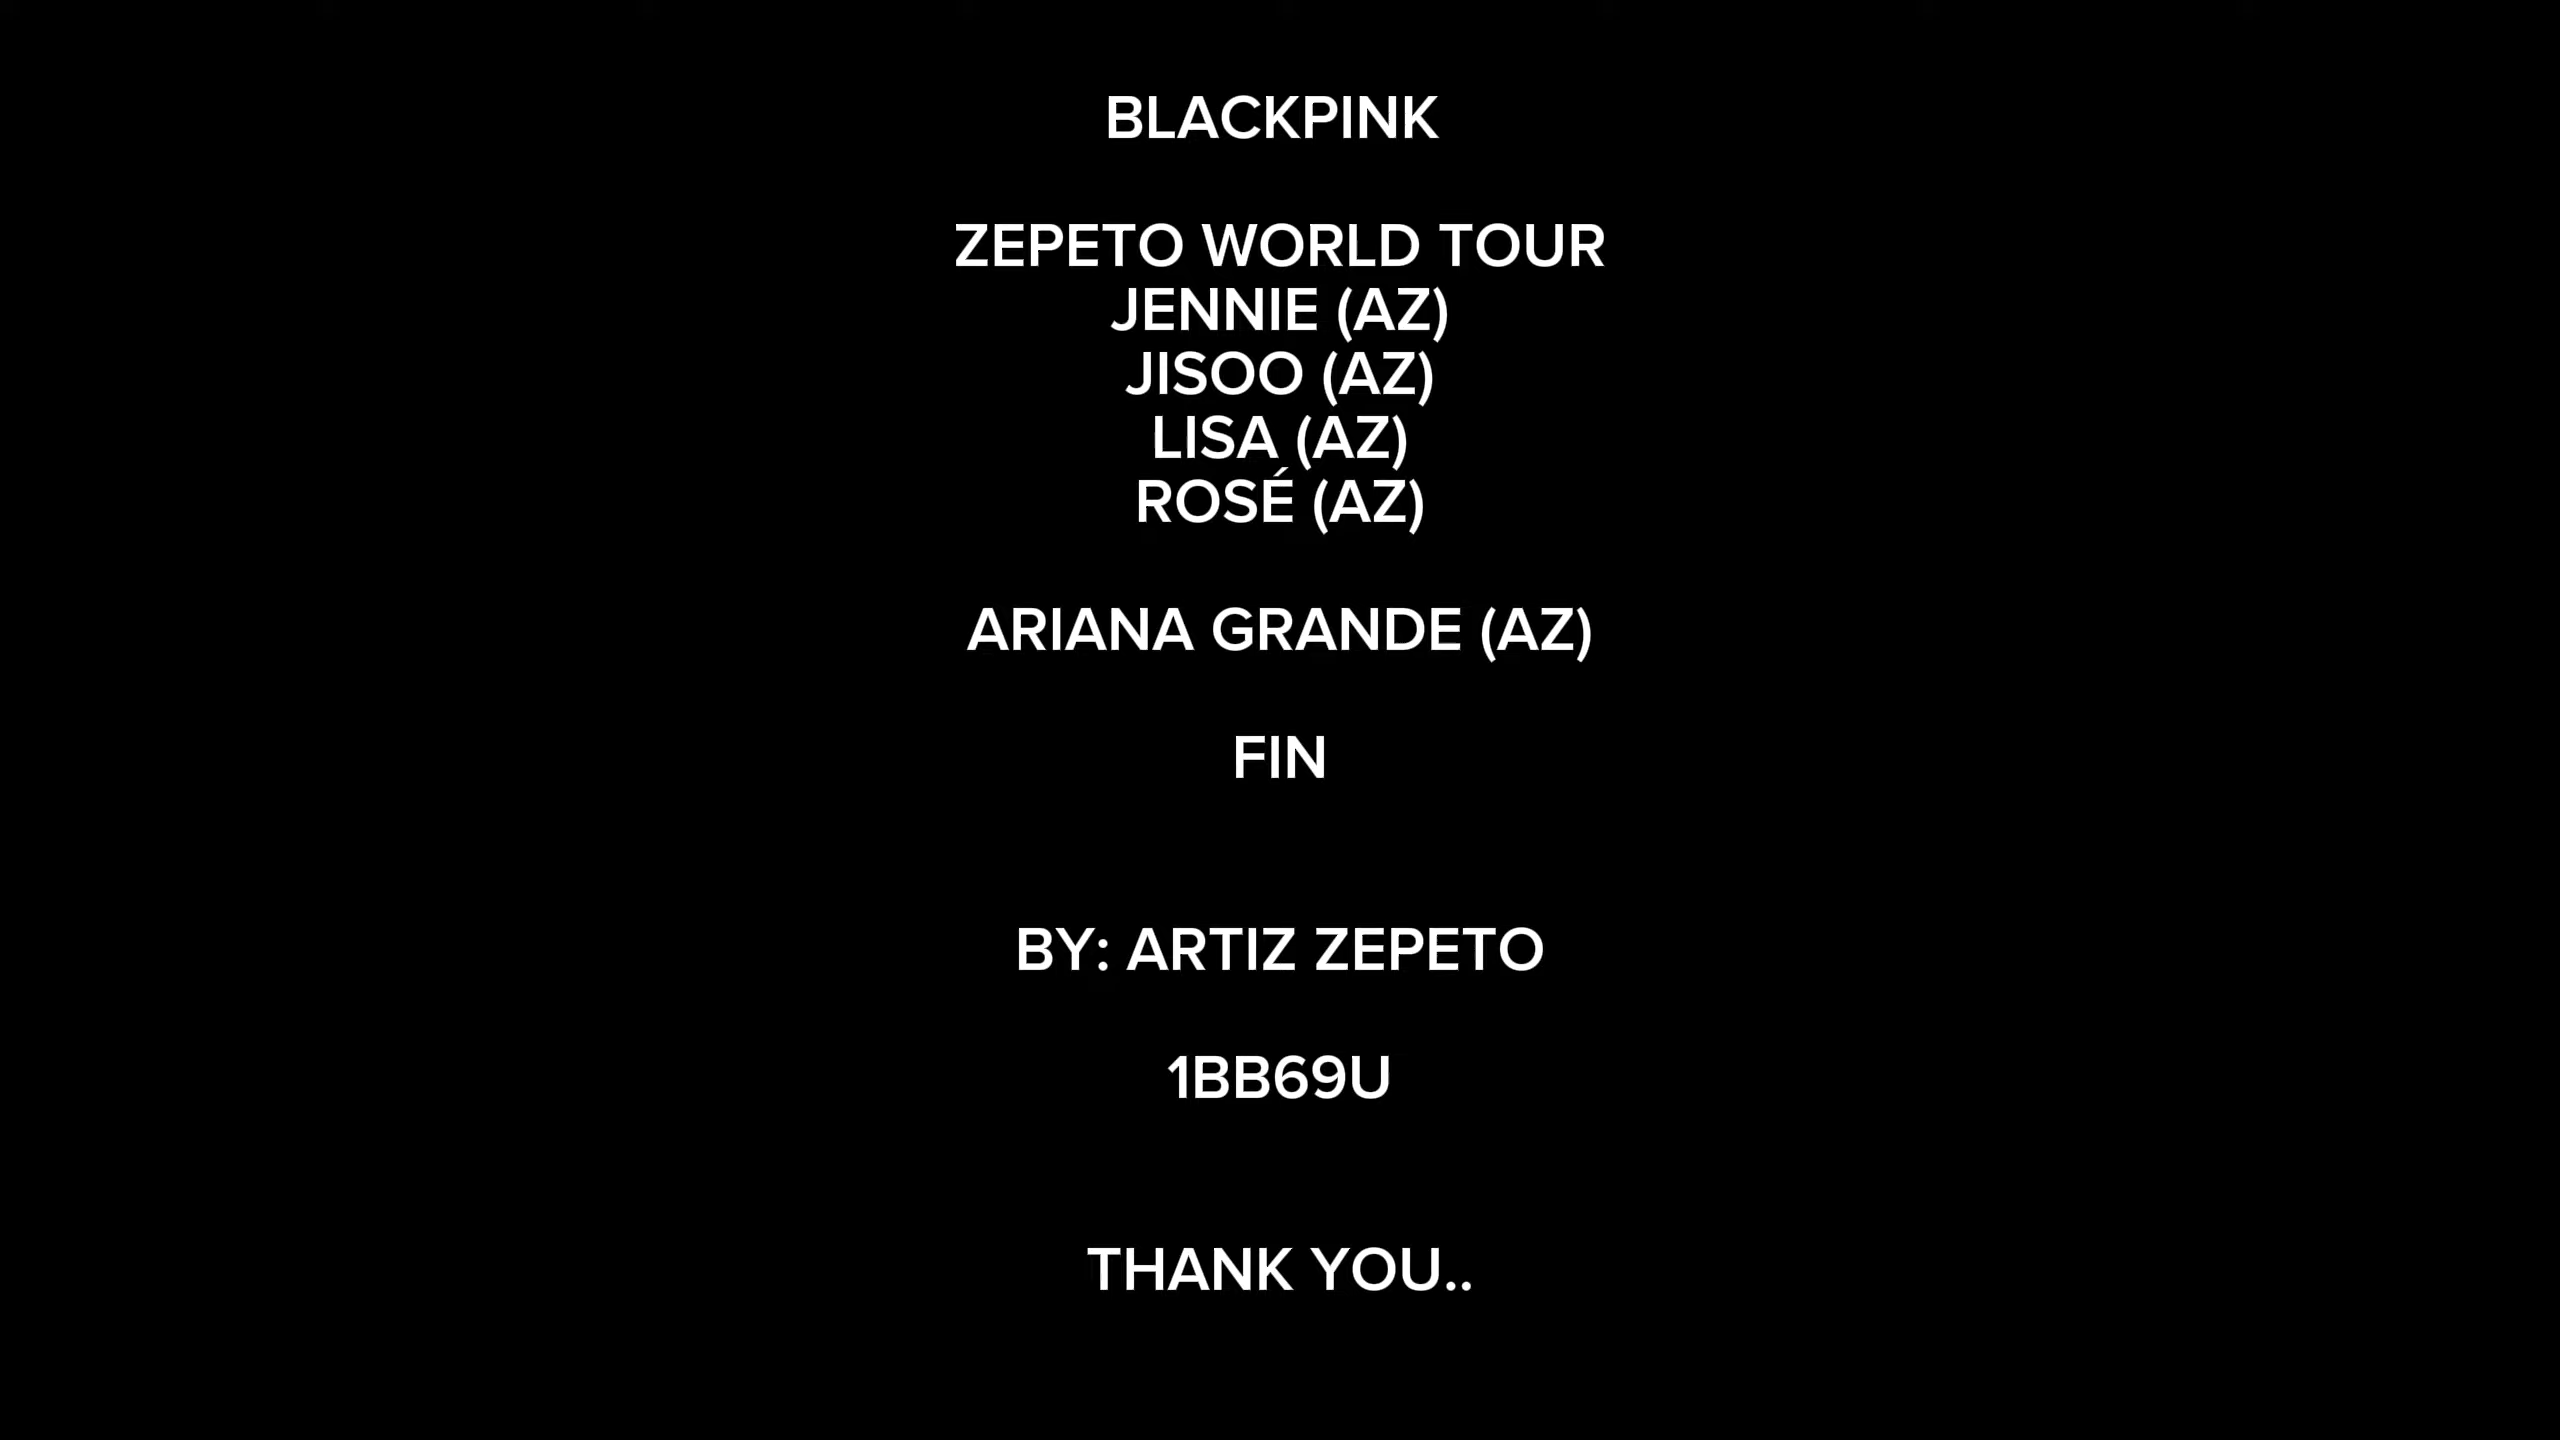 BLACKPINK
ZEPETO WORLD TOUR
JENNIE (AZ)
JISOO (AZ)
LISA (AZ)
ROSÉ (AZ)
ARIANA GRANDE (AZ)
FIN
BY: ARTIZ ZEPETO
1BB69U
THANK YOU..